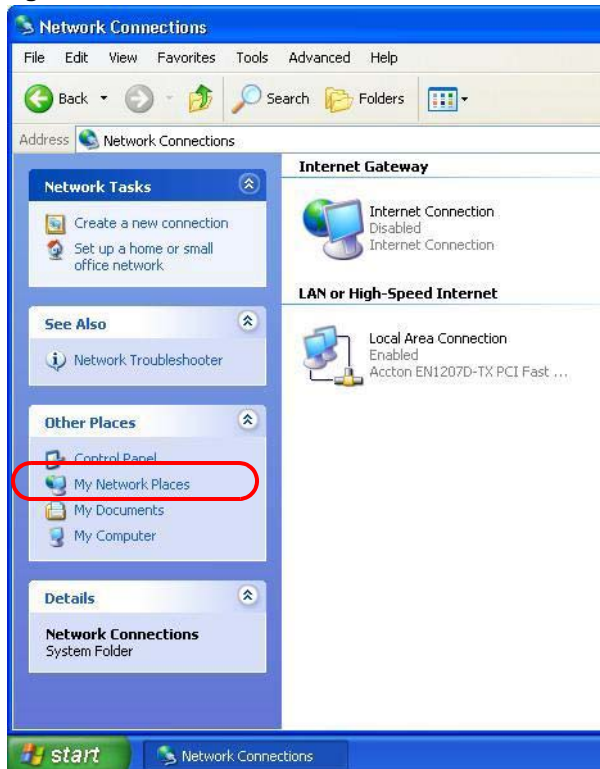 Network Connections
File Edit View Favorites Tools Advanced Help
Back Search Folders
Address Network Connections
Network Tasks
Create a new connection
Set up a home or small
office network
See Also
Network Troubleshooter
Other Places
Control Panel
My Network Places
My Documents
My Computer
Details
Network Connections
System Folder
Internet Gateway
Internet Connection
Disabled
Internet Connection
LAN or High-Speed Internet
Local Area Connection
Enabled
Accton EN1207D-TX PCI Fast ...
start Network Connections